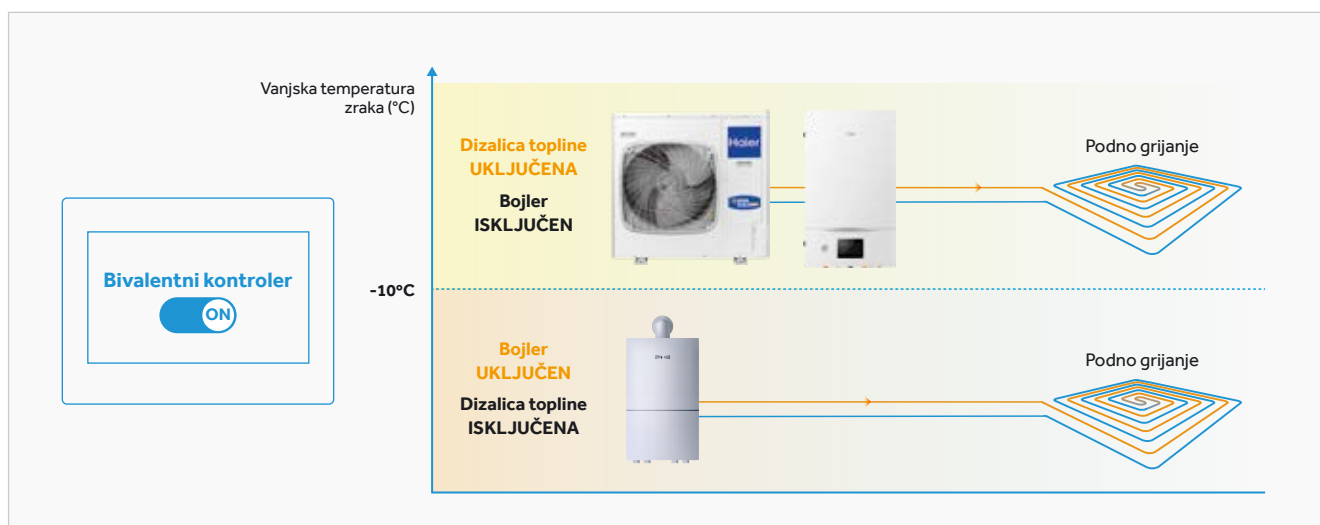 Vanjska temperatura
zraka (°C)
Dizalica topline
UKLJUČENA
Bojler
ISKLJUČEN
Haier
Podno grijanje
Bivalentni kontroler
ON
-10°C
Bojler
UKLJUČEN
Dizalica topline
ISKLJUČENA
Podno grijanje